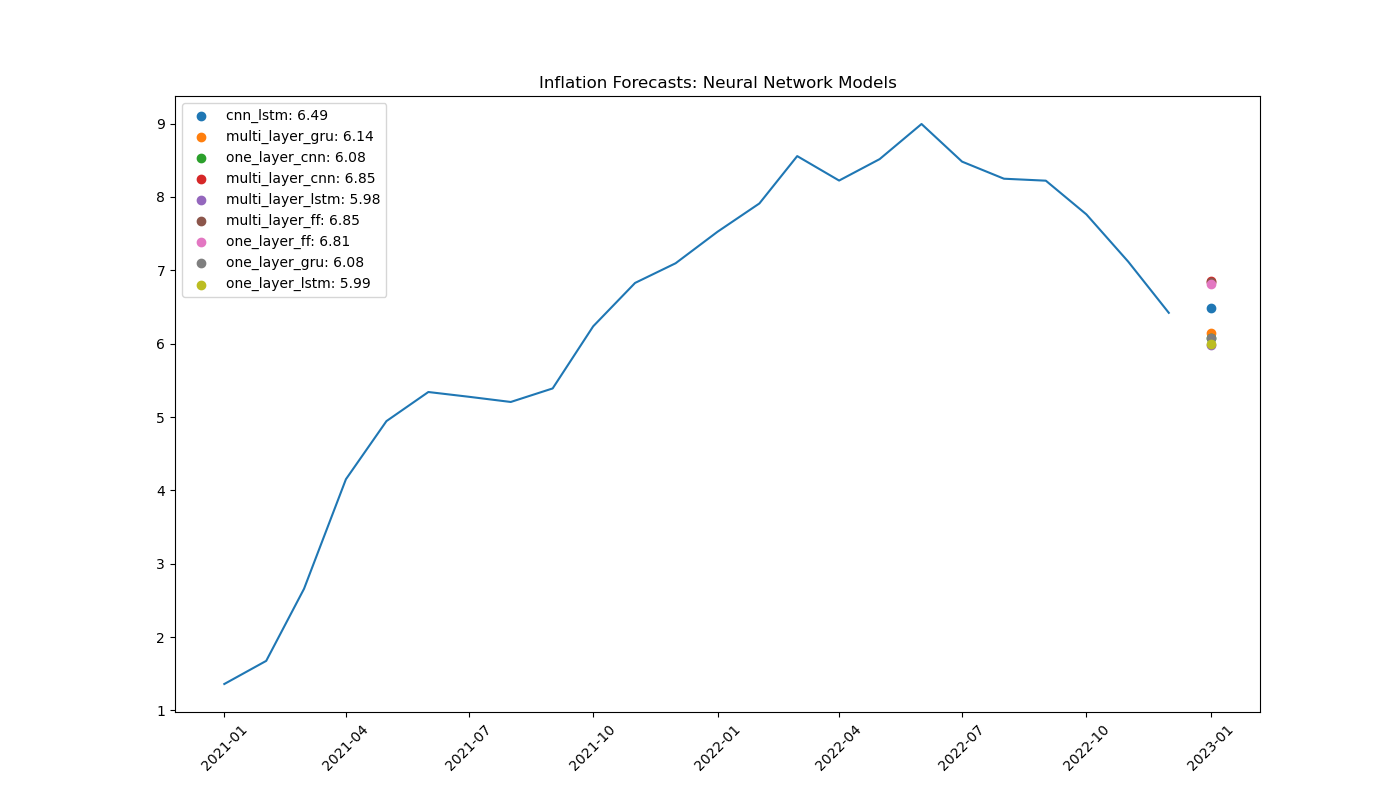 Inflation Forecasts: Neural Network Models
cnn_lstm: 6.49
multi_layer_gru: 6.14
one_layer_cnn: 6.08
multi_layer_cnn: 6.85
multi_layer_lstm: 5.98
multi_layer_ff: 6.85
one_layer_ff: 6.81
one_layer_gru: 6.08
one_layer_lstm: 5.99
9
8
7
6
5
4
3
2
1
2021-01
2021-04
2021-07
2021-10
2022-01
2022-04
2022-07
2022-10
2023-01